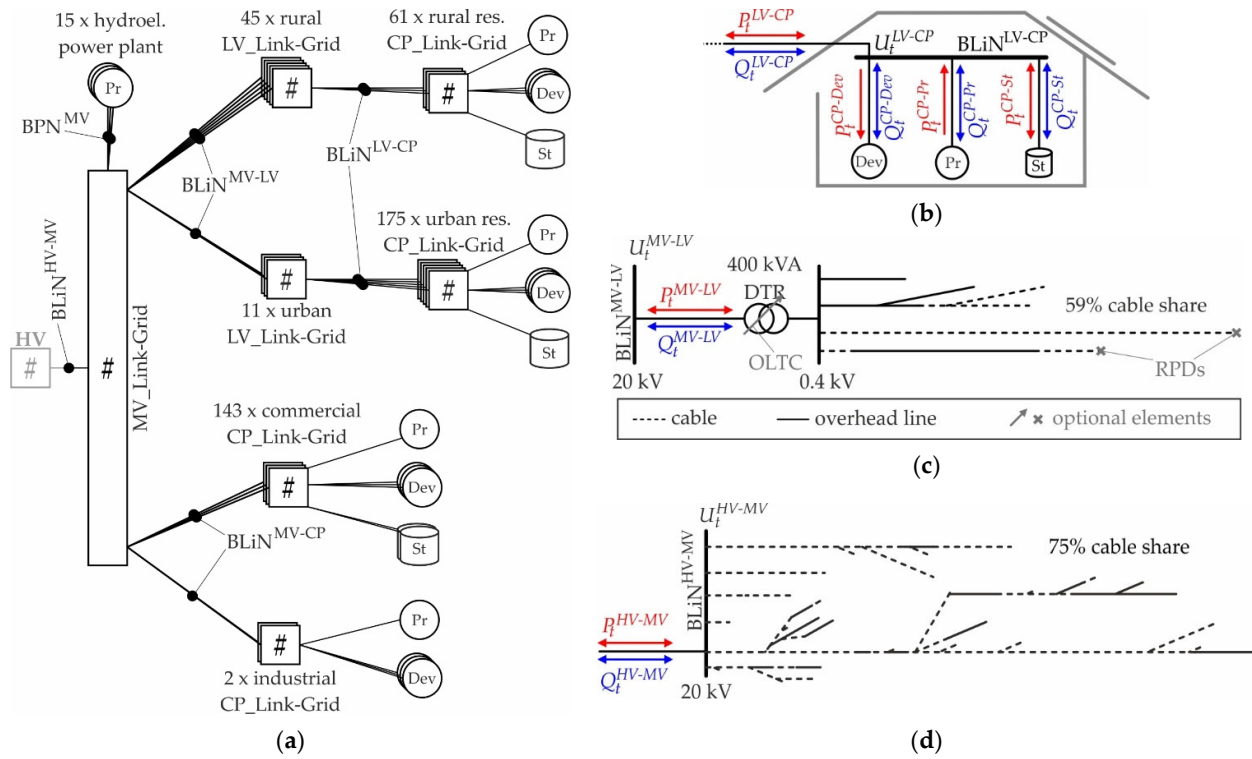 15 x hydroel.
power plant
Pr
BPN^MV
45 x rural
LV_Link-Grid
#
61 x rural res.
CP_Link-Grid
Pr
Dev
St
BLiN^MV-LV
BLiN^LV-CP
11 x urban
LV_Link-Grid
#
175 x urban res.
CP_Link-Grid
#
Pr
Dev
St
HV
#
BLiN^HV-MV
#
MV_Link-Grid
143 x commercial
CP_Link-Grid
#
Pr
Dev
St
BLiN^MV-CP
#
2 x industrial
CP_Link-Grid
Pr
Dev
(a)
P_t^LV-CP
Q_t^LV-CP
U_t^LV-CP
BLiN^LV-CP
P_t^CP-Dev
Q_t^CP-Dev
P_t^CP-Pr
Q_t^CP-Pr
P_t^CP-St
Q_t^CP-St
Dev
Pr
St
(b)
U_t^MV-LV
BLiN^MV-LV
P_t^MV-LV
Q_t^MV-LV
400 kVA
DTR
OLTC
59% cable share
RPDs
20 kV
0.4 kV
cable
overhead line
optional elements
(c)
U_t^HV-MV
BLiN^HV-MV
75% cable share
P_t^HV-MV
Q_t^HV-MV
20 kV
(d)